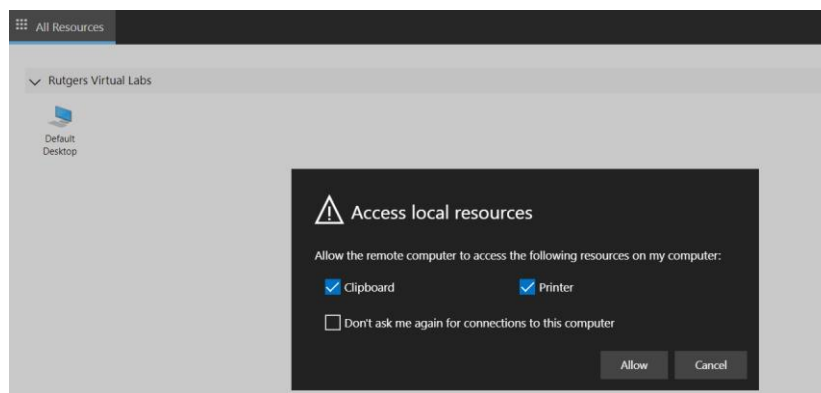 All Resources
Rutgers Virtual Labs
Default
Desktop
Access local resources
Allow the remote computer to access the following resources on my computer:
Clipboard Printer
Don't ask me again for connections to this computer
Allow Cancel